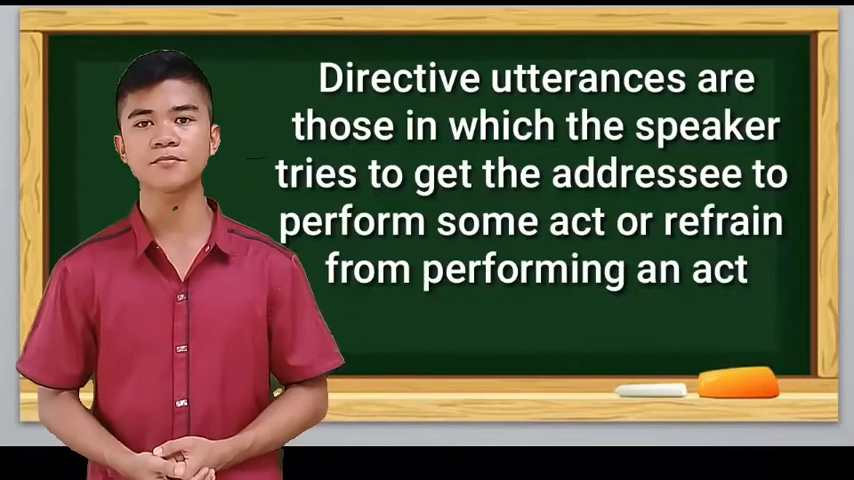 Directive utterances are
those in which the speaker
tries to get the addressee to
perform some act or refrain
from performing an act